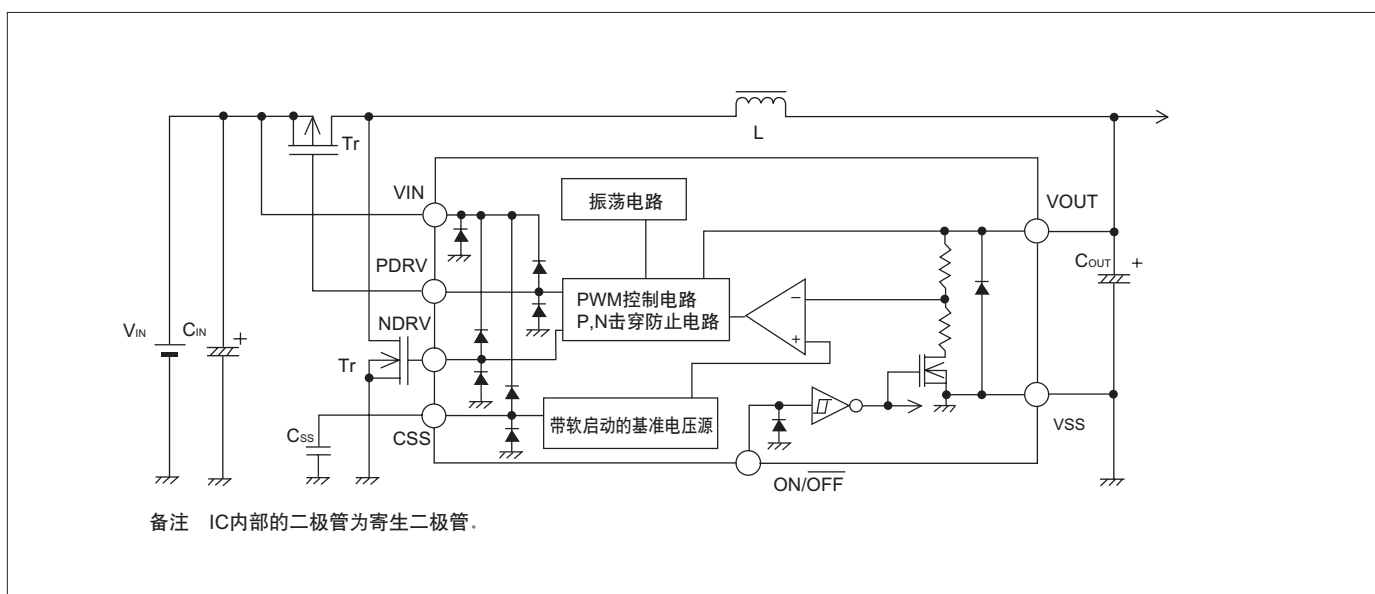 L
Tr
VIN
振荡电路
VOUT
PDRV
COUT
+
PWM控制电路
P,N击穿防止电路
−
+
VIN
CIN
+
NDRV
Tr
CSS
CSS
带软启动的基准电压源
VSS
ON/OFF
备注 IC内部的二极管为寄生二极管。